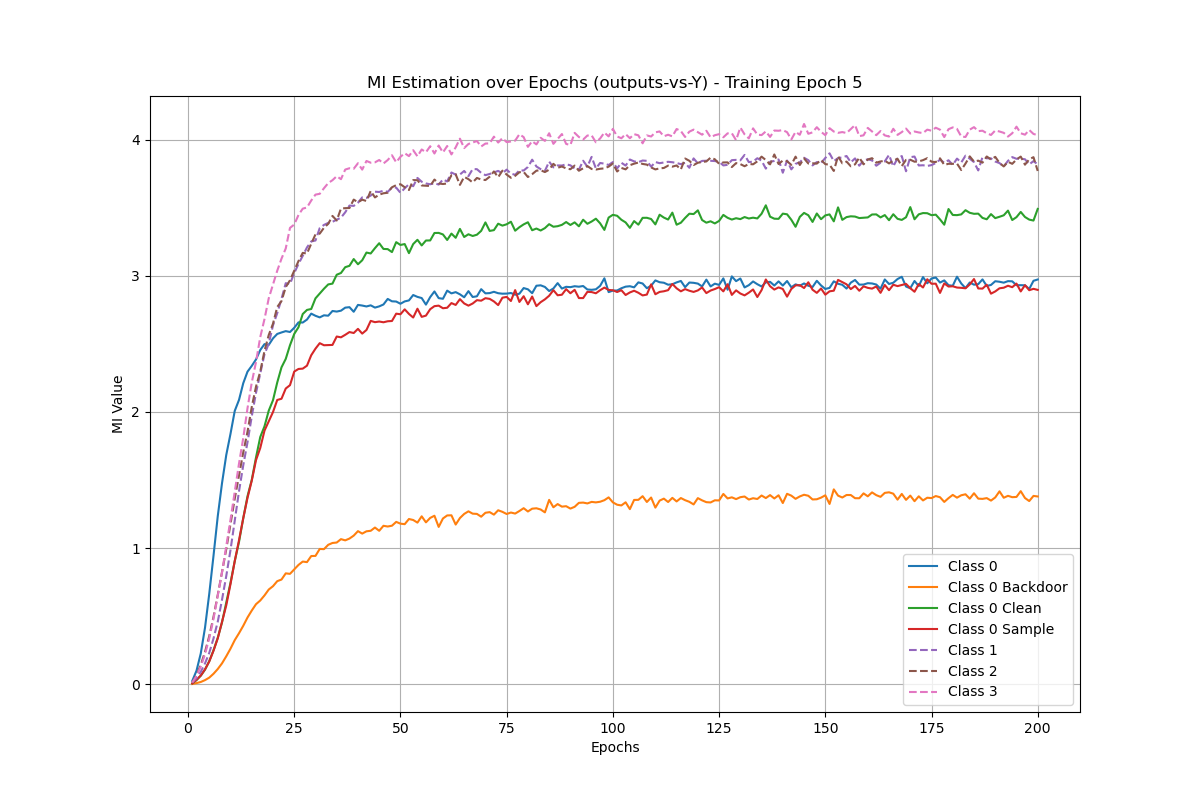 MI Estimation over Epochs (outputs-vs-Y) - Training Epoch 5
MI Value
4
3
2
1
0
0 25 50 75 100 125 150 175 200
Epochs
Class 0
Class 0 Backdoor
Class 0 Clean
Class 0 Sample
Class 1
Class 2
Class 3